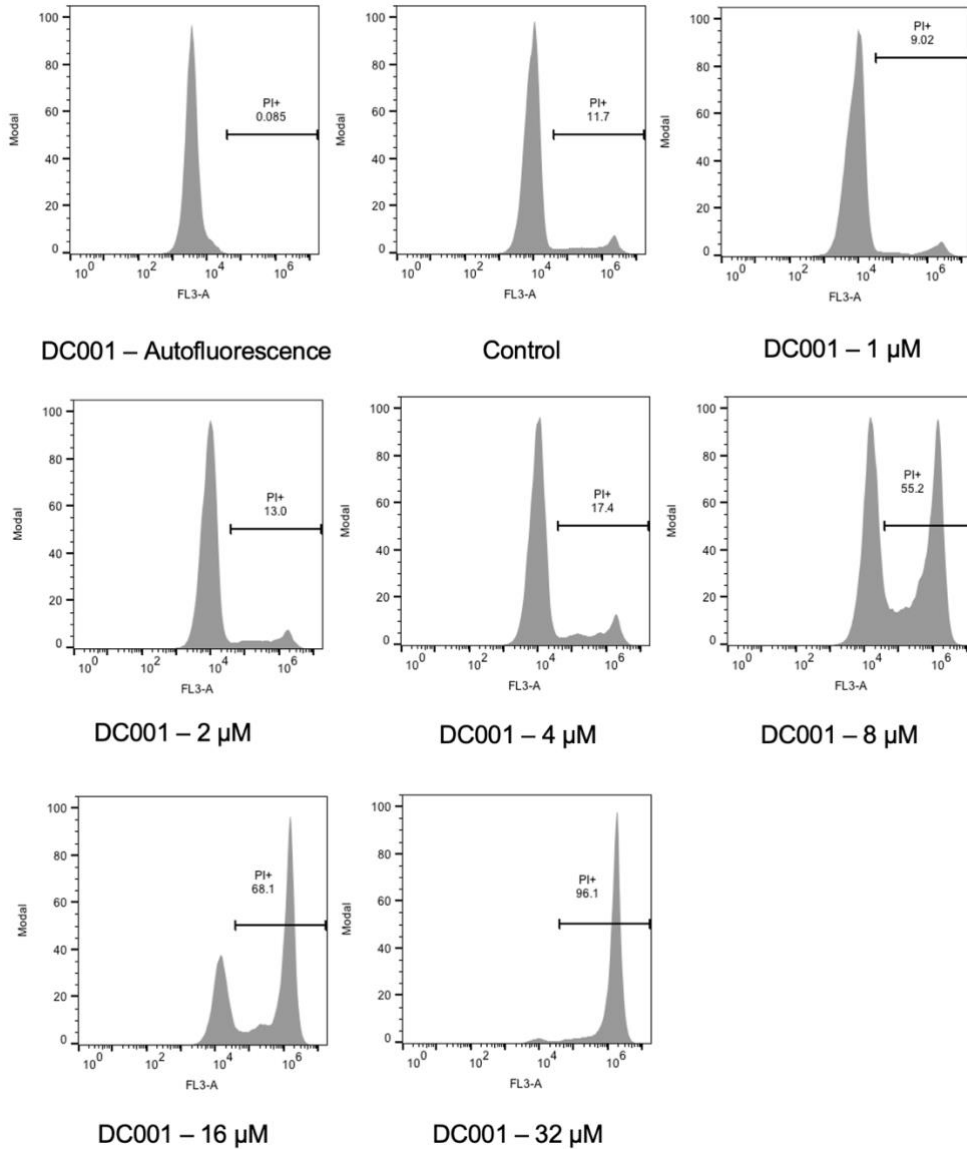 100
80
60
40
20
0
Modal
PI+
0.085
10^0 10^2 10^4 10^6
FL3-A
DC001 – Autofluorescence
100
80
60
40
20
0
Modal
PI+
11.7
10^0 10^2 10^4 10^6
FL3-A
Control
100
80
60
40
20
0
Modal
PI+
9.02
10^0 10^2 10^4 10^6
FL3-A
DC001 – 1 µM
100
80
60
40
20
0
Modal
PI+
13.0
10^0 10^2 10^4 10^6
FL3-A
DC001 – 2 µM
100
80
60
40
20
0
Modal
PI+
17.4
10^0 10^2 10^4 10^6
FL3-A
DC001 – 4 µM
100
80
60
40
20
0
Modal
PI+
55.2
10^0 10^2 10^4 10^6
FL3-A
DC001 – 8 µM
100
80
60
40
20
0
Modal
PI+
68.1
10^0 10^2 10^4 10^6
FL3-A
DC001 – 16 µM
100
80
60
40
20
0
Modal
PI+
96.1
10^0 10^2 10^4 10^6
FL3-A
DC001 – 32 µM